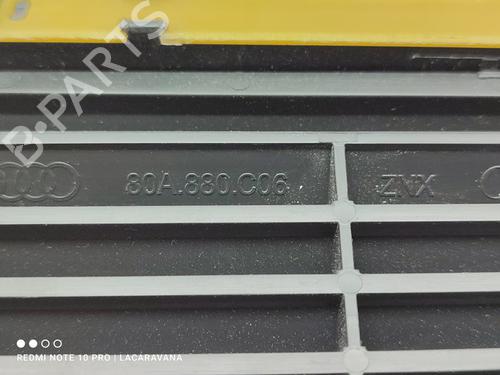 B-PARTS
80A.880.C06
ZNX
REDMI NOTE 10 PRO | LACARAVANA